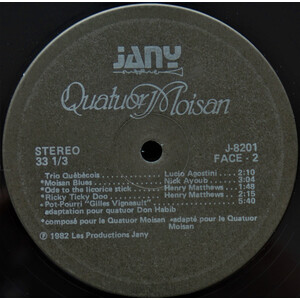 JANY
Quatuor Moisan
STEREO J-8201
33 1/3 FACE - 2
Trio Québécois Lucio Agostini 2:10
*Moisan Blues Nick Ayoub 3:04
*Ode to the licorice stick Henry Matthews 1:48
*Ricky Ticky Doo Henry Matthews 2:15
Pot-Pourri "Gilles Vigneault" 5:40
adaptation pour quatuor Don Habib
*composé pour le Quatuor Moisan *adapté pour le Quatuor
Moisan
℗ 1982 Les Productions Jany